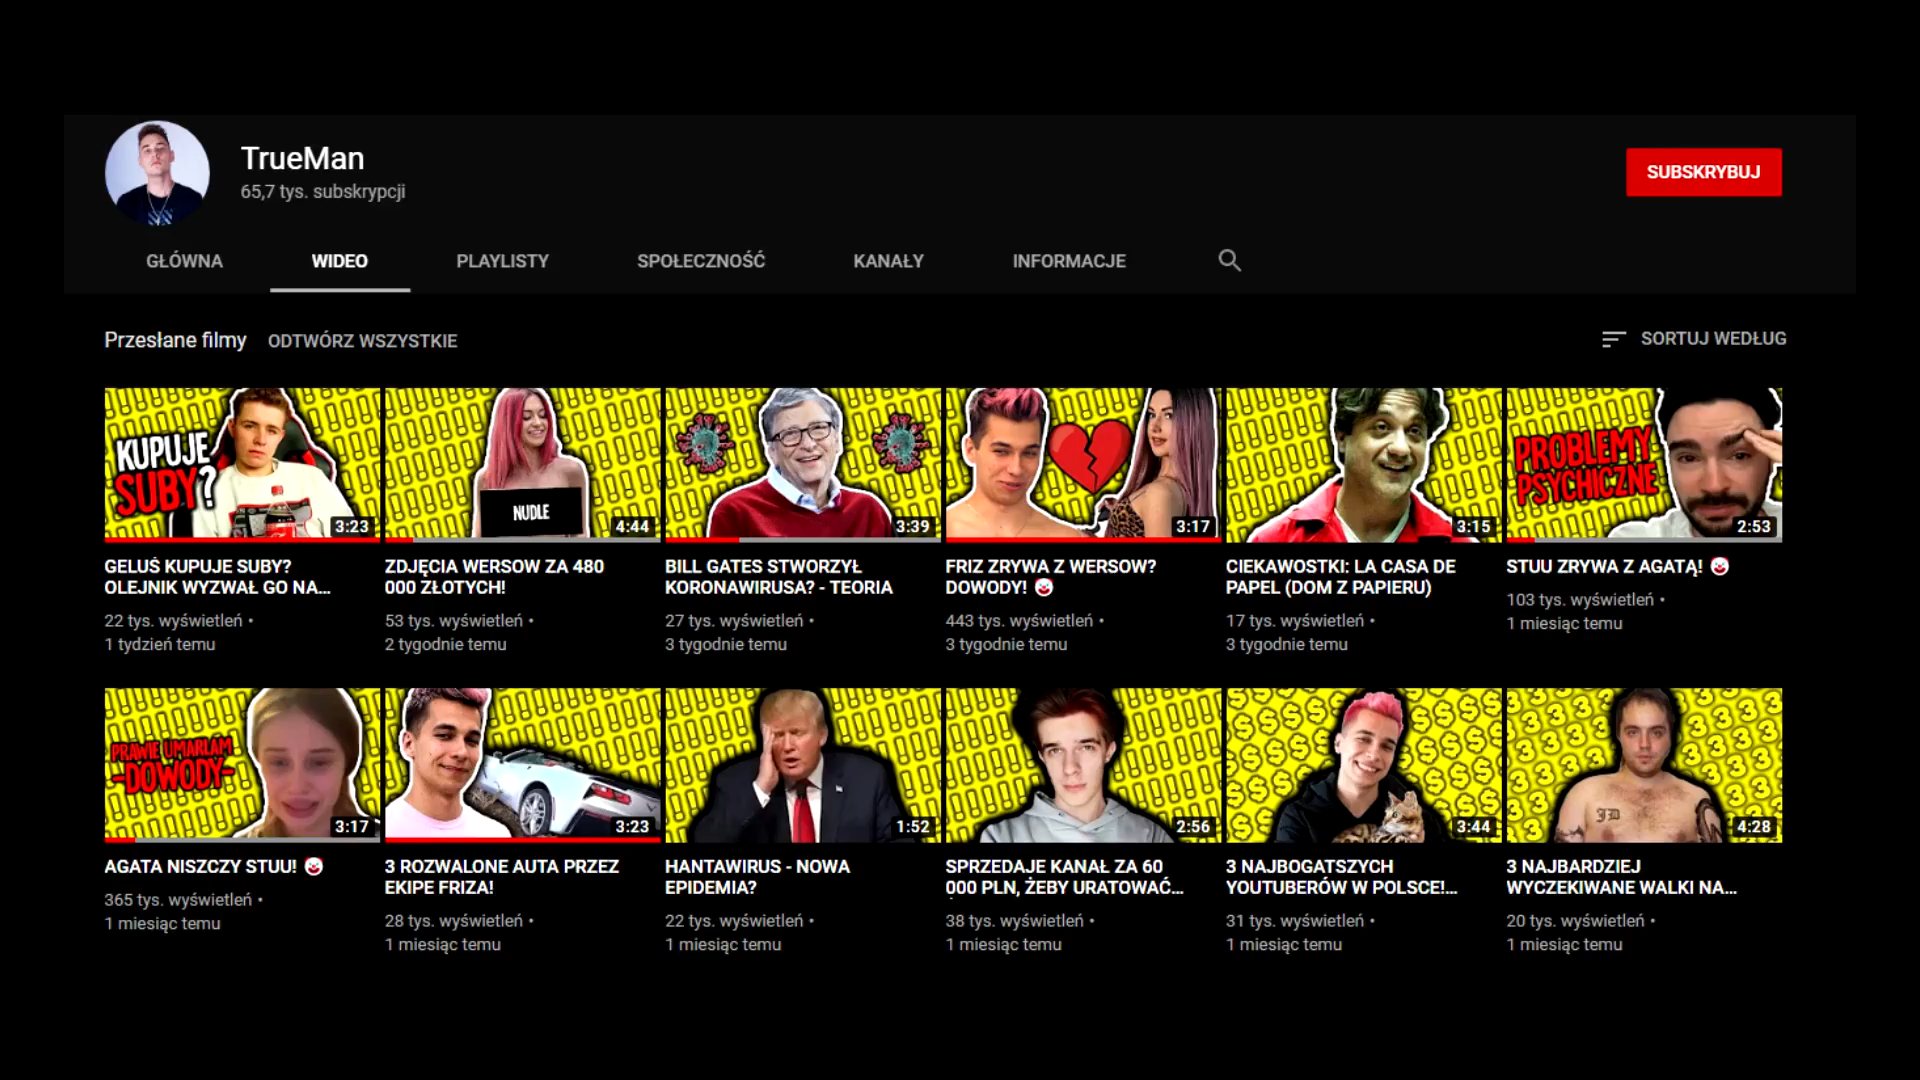 TrueMan
65,7 tys. subskrypcji
SUBSKRYBUJ
GŁÓWNA
WIDEO
PLAYLISTY
SPOŁECZNOŚĆ
KANAŁY
INFORMACJE
Przesłane filmy
ODTWÓRZ WSZYSTKIE
SORTUJ WEDŁUG
KUPUJE
SUBY?
3:23
NUDLE
4:44
3:39
3:17
3:15
PROBLEMY
PSYCHICZNE
2:53
GELUŚ KUPUJE SUBY?
OLEJNIK WYZWAŁ GO NA...
22 tys. wyświetleń •
1 tydzień temu
ZDJĘCIA WERSOW ZA 480
000 ZŁOTYCH!
53 tys. wyświetleń •
2 tygodnie temu
BILL GATES STWORZYŁ
KORONAWIRUSA? - TEORIA
27 tys. wyświetleń •
3 tygodnie temu
FRIZ ZRYWA Z WERSOW?
DOWODY! 🤡
443 tys. wyświetleń •
3 tygodnie temu
CIEKAWOSTKI: LA CASA DE
PAPEL (DOM Z PAPIERU)
17 tys. wyświetleń •
3 tygodnie temu
STUU ZRYWA Z AGATĄ! 🤡
103 tys. wyświetleń •
1 miesiąc temu
PRAWIE UMARŁAM
-DOWODY-
3:17
3:23
1:52
2:56
3:44
4:28
AGATA NISZCZY STUU! 🤡
365 tys. wyświetleń •
1 miesiąc temu
3 ROZWALONE AUTA PRZEZ
EKIPE FRIZA!
28 tys. wyświetleń •
1 miesiąc temu
HANTAWIRUS - NOWA
EPIDEMIA?
22 tys. wyświetleń •
1 miesiąc temu
SPRZEDAJE KANAŁ ZA 60
000 PLN, ŻEBY URATOWAĆ...
38 tys. wyświetleń •
1 miesiąc temu
3 NAJBOGATSZYCH
YOUTUBERÓW W POLSCE!...
31 tys. wyświetleń •
1 miesiąc temu
3 NAJBARDZIEJ
WYCZEKIWANE WALKI NA...
20 tys. wyświetleń •
1 miesiąc temu